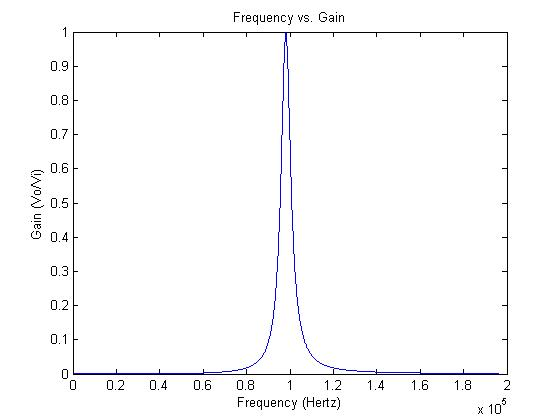 Frequency vs. Gain
Gain (Vo/Vi)
1
0.9
0.8
0.7
0.6
0.5
0.4
0.3
0.2
0.1
0
0 0.2 0.4 0.6 0.8 1 1.2 1.4 1.6 1.8 2
Frequency (Hertz)
x 10^5